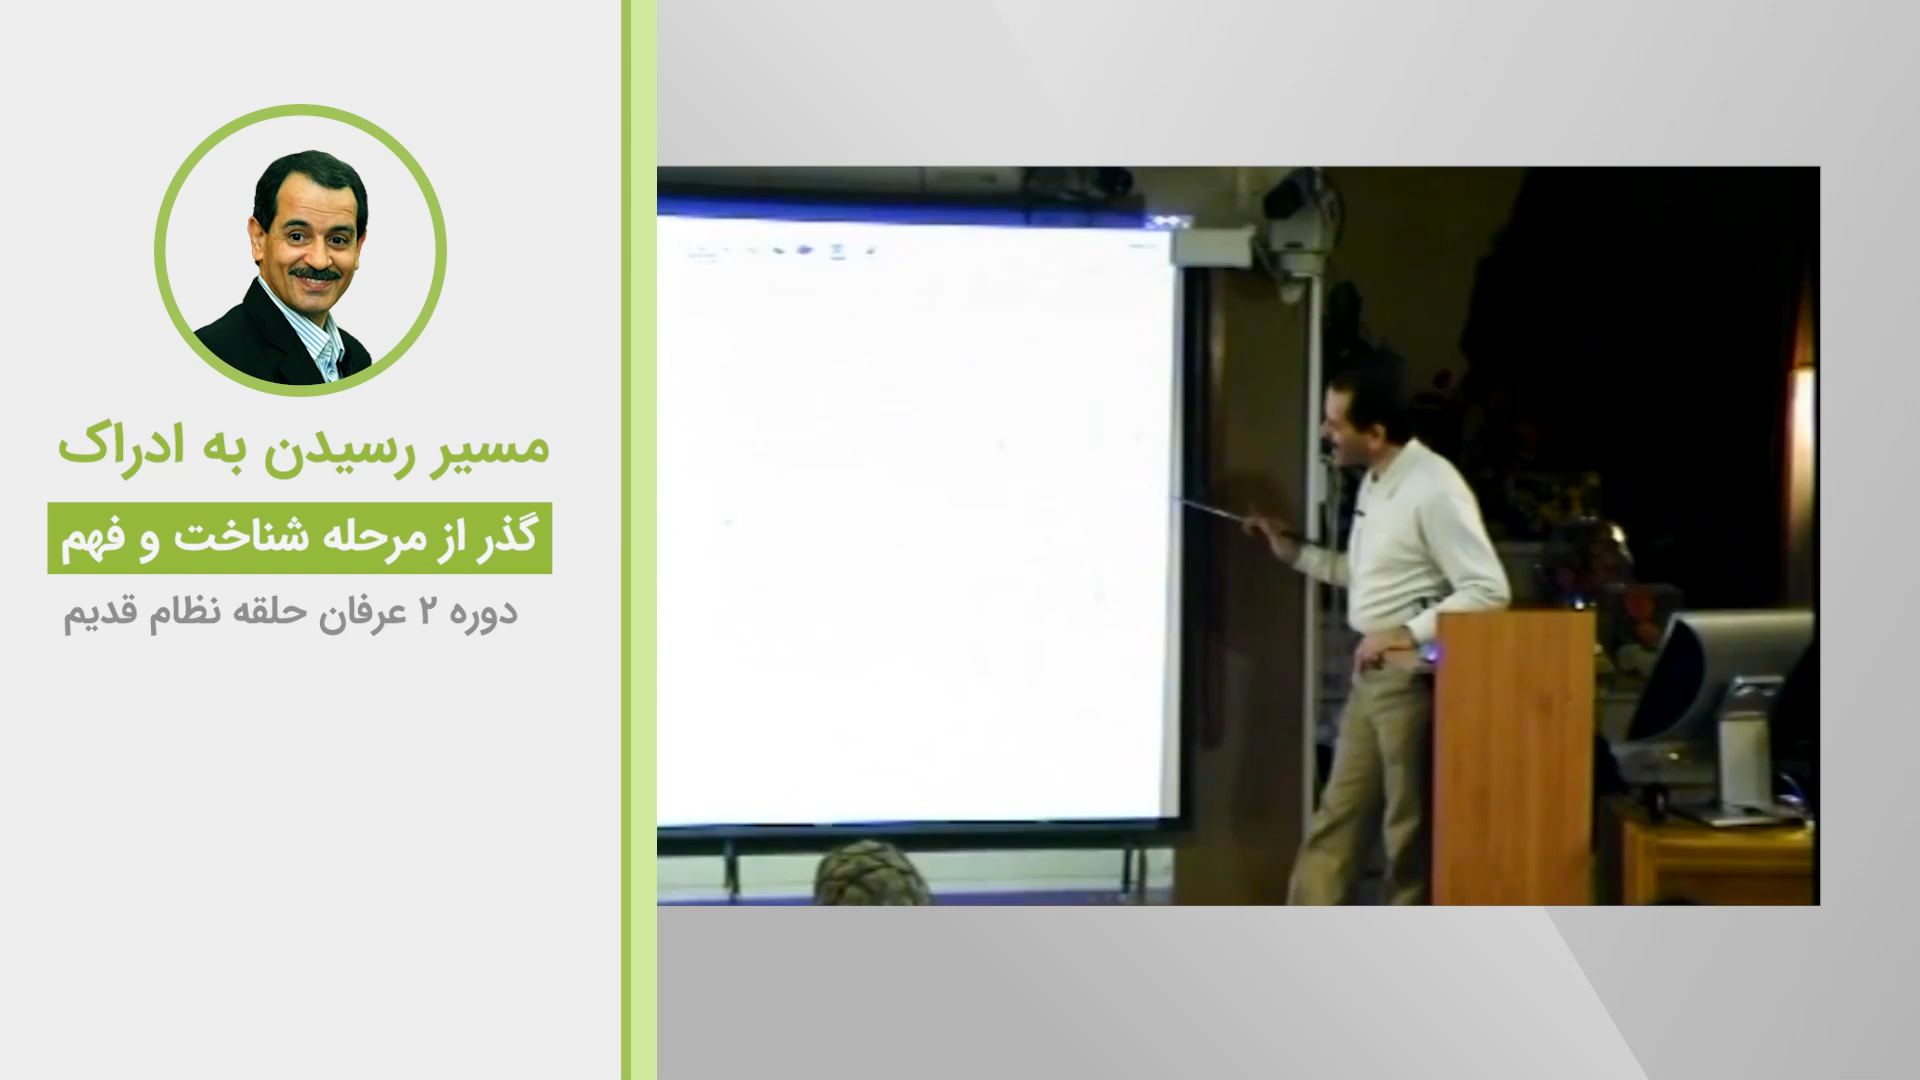 مسیر رسیدن به ادراک
گذر از مرحله شناخت و فهم
دوره ۲ عرفان حلقه نظام قدیم